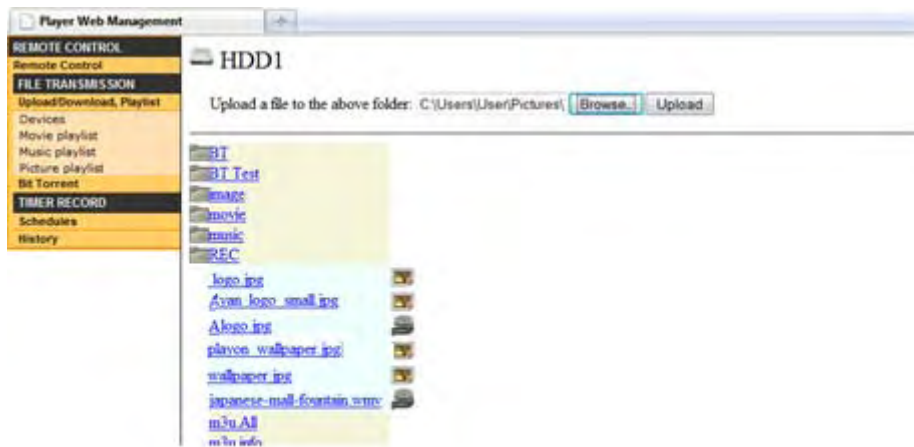 Player Web Management
REMOTE CONTROL
Remote Control
FILE TRANSMISSION
Upload/Download, Playlist
Devices
Movie playlist
Music playlist
Picture playlist
Bit Torrent
TIMER RECORD
Schedules
History
HDD1
Upload a file to the above folder: C:\Users\User\Pictures\ Browse.. Upload
BT
BT Test
image
movie
music
REC
logo.jpg
Ayan_logo_small.jpg
Alogo.jpg
playon_wallpaper.jpg
wallpaper.jpg
japanese-mall-fountain.wmv
m3u.All
m3u.info